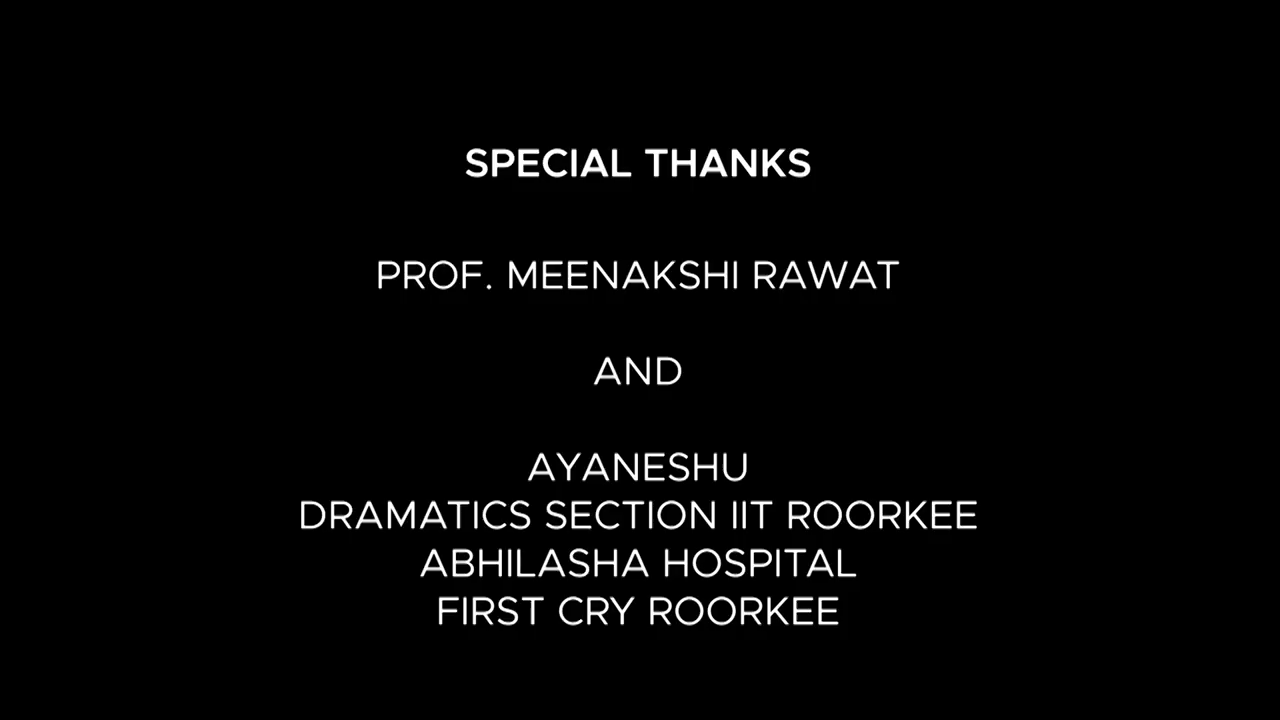 SPECIAL THANKS
PROF. MEENAKSHI RAWAT
AND
AYANESHU
DRAMATICS SECTION IIT ROORKEE
ABHILASHA HOSPITAL
FIRST CRY ROORKEE